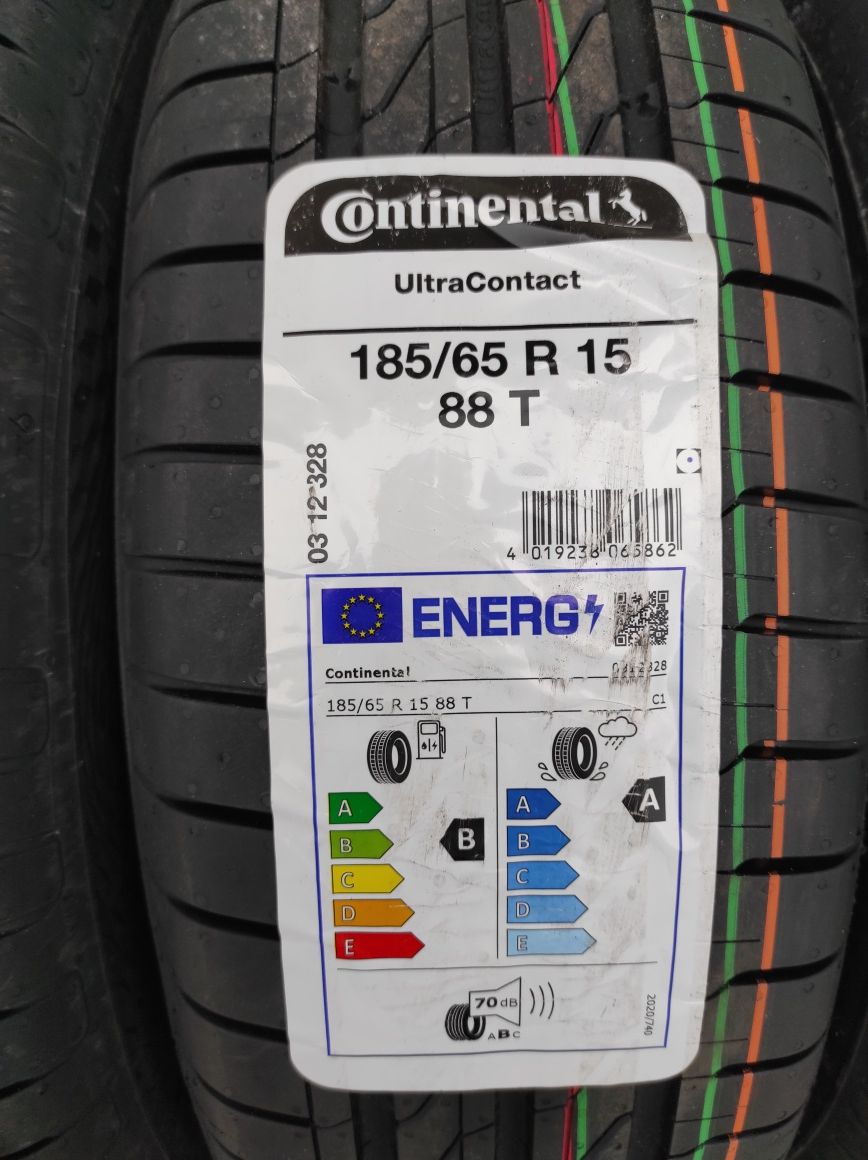 Continental
UltraContact
185/65 R 15
88 T
03 12 328
4 019238 065862
ENERG
Continental
0312328
185/65 R 15 88 T
C1
A
B
C
D
E
B
A
B
C
D
E
A
70 dB
ABC
2020/740